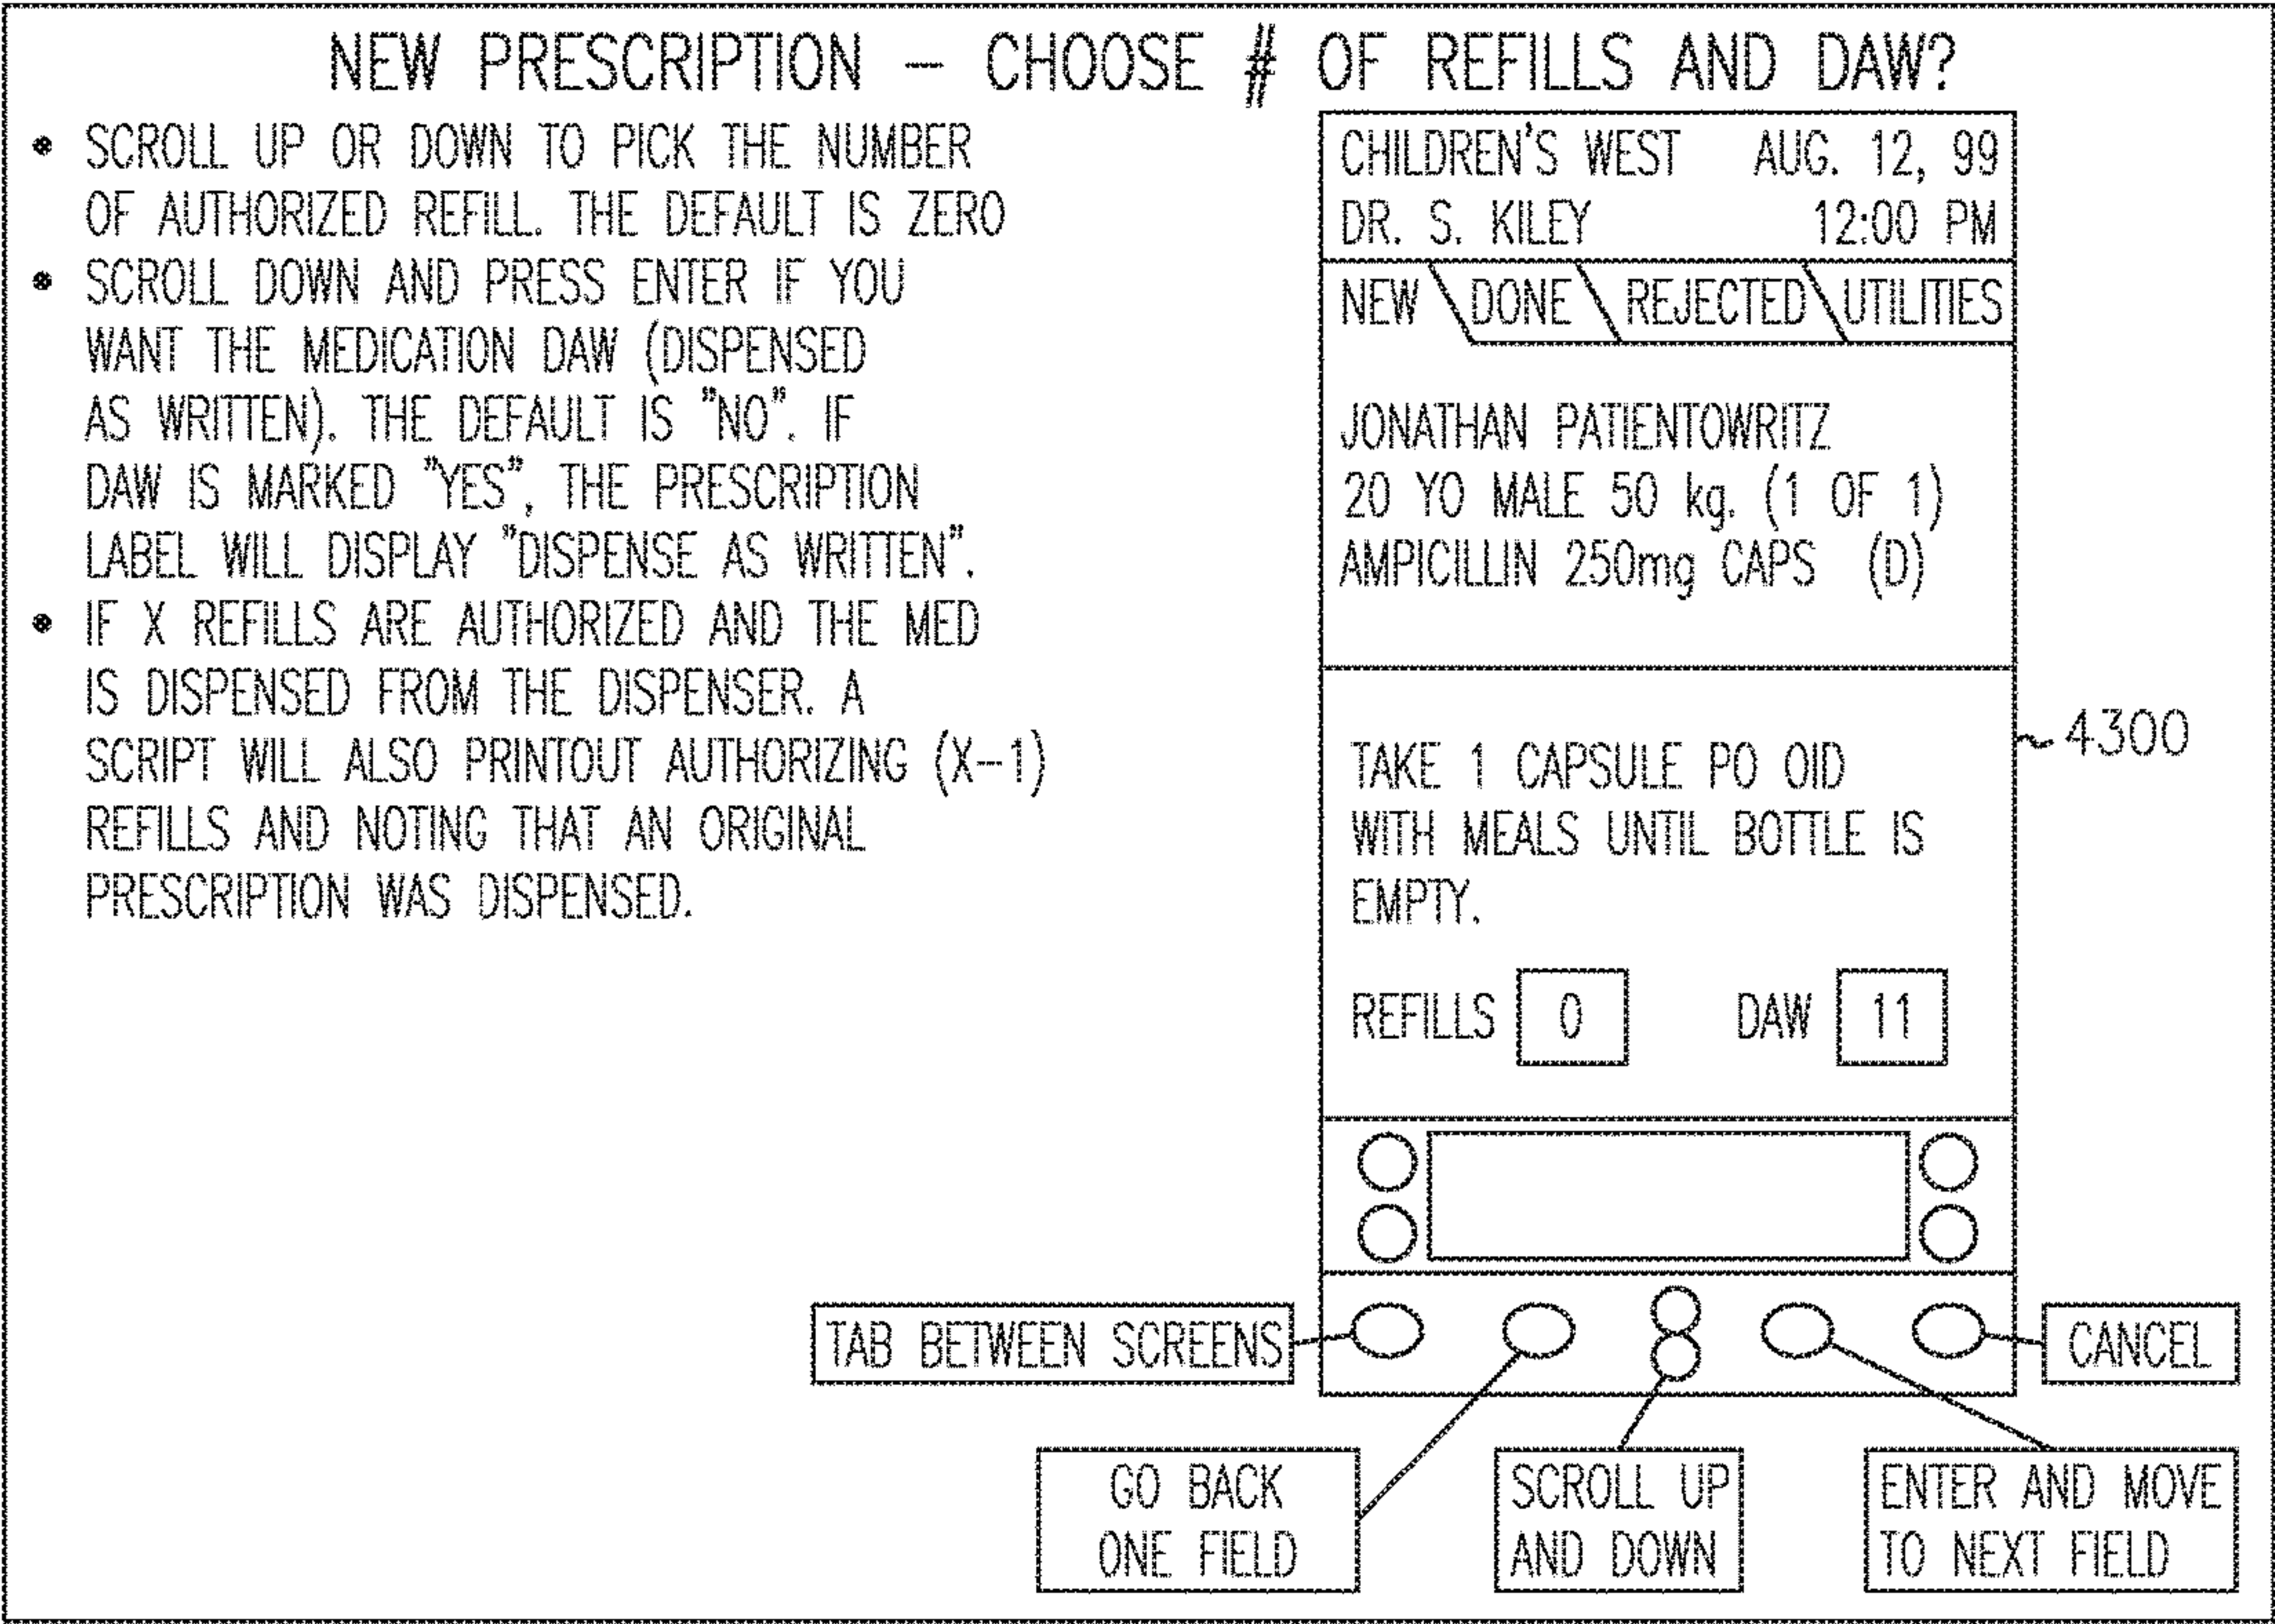 NEW PRESCRIPTION – CHOOSE # OF REFILLS AND DAW?
• SCROLL UP OR DOWN TO PICK THE NUMBER
OF AUTHORIZED REFILL. THE DEFAULT IS ZERO
• SCROLL DOWN AND PRESS ENTER IF YOU
WANT THE MEDICATION DAW (DISPENSED
AS WRITTEN). THE DEFAULT IS "NO". IF
DAW IS MARKED "YES", THE PRESCRIPTION
LABEL WILL DISPLAY "DISPENSE AS WRITTEN".
• IF X REFILLS ARE AUTHORIZED AND THE MED
IS DISPENSED FROM THE DISPENSER. A
SCRIPT WILL ALSO PRINTOUT AUTHORIZING (X–1)
REFILLS AND NOTING THAT AN ORIGINAL
PRESCRIPTION WAS DISPENSED.
CHILDREN'S WEST AUG. 12, 99
DR. S. KILEY 12:00 PM
NEW DONE REJECTED UTILITIES
JONATHAN PATIENTOWRITZ
20 YO MALE 50 kg. (1 OF 1)
AMPICILLIN 250mg CAPS (D)
TAKE 1 CAPSULE PO OID
WITH MEALS UNTIL BOTTLE IS
EMPTY.
REFILLS 0 DAW 11
4300
TAB BETWEEN SCREENS
CANCEL
GO BACK
ONE FIELD
SCROLL UP
AND DOWN
ENTER AND MOVE
TO NEXT FIELD